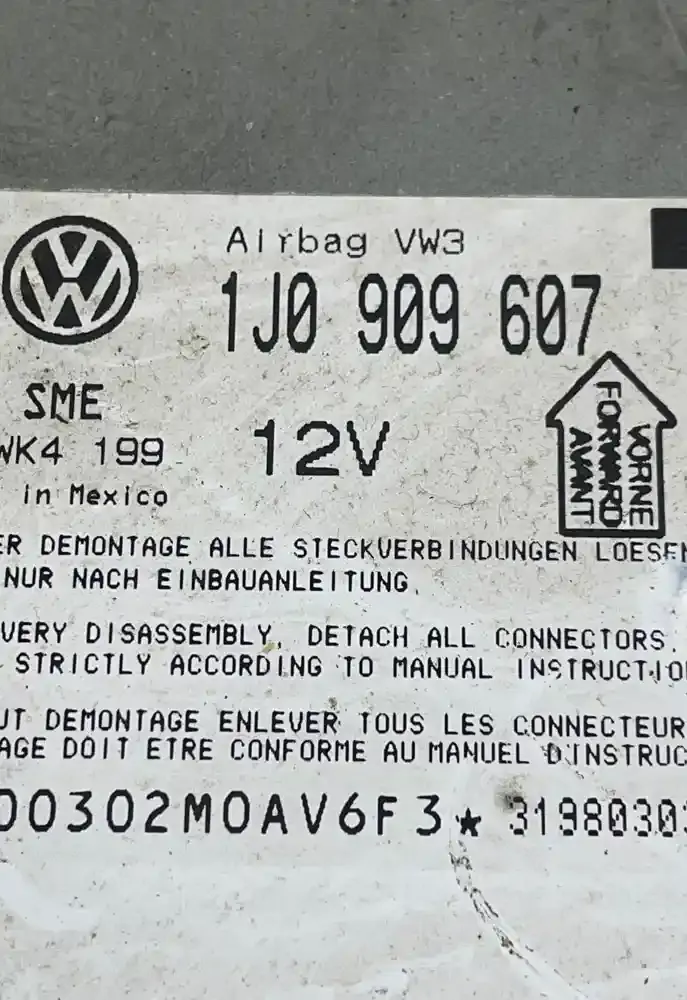 Airbag VW3
1J0 909 607
SME
12V
WK4 199
in Mexico
VORNE
FORWARD
AVANT
ER DEMONTAGE ALLE STECKVERBINDUNGEN LOESEN
NUR NACH EINBAUANLEITUNG.
VERY DISASSEMBLY, DETACH ALL CONNECTORS.
STRICTLY ACCORDING TO MANUAL INSTRUCTIO
UT DEMONTAGE ENLEVER TOUS LES CONNECTEUR
AGE DOIT ETRE CONFORME AU MANUEL D'INSTRUC
00302M0AV6F3★ 31980303